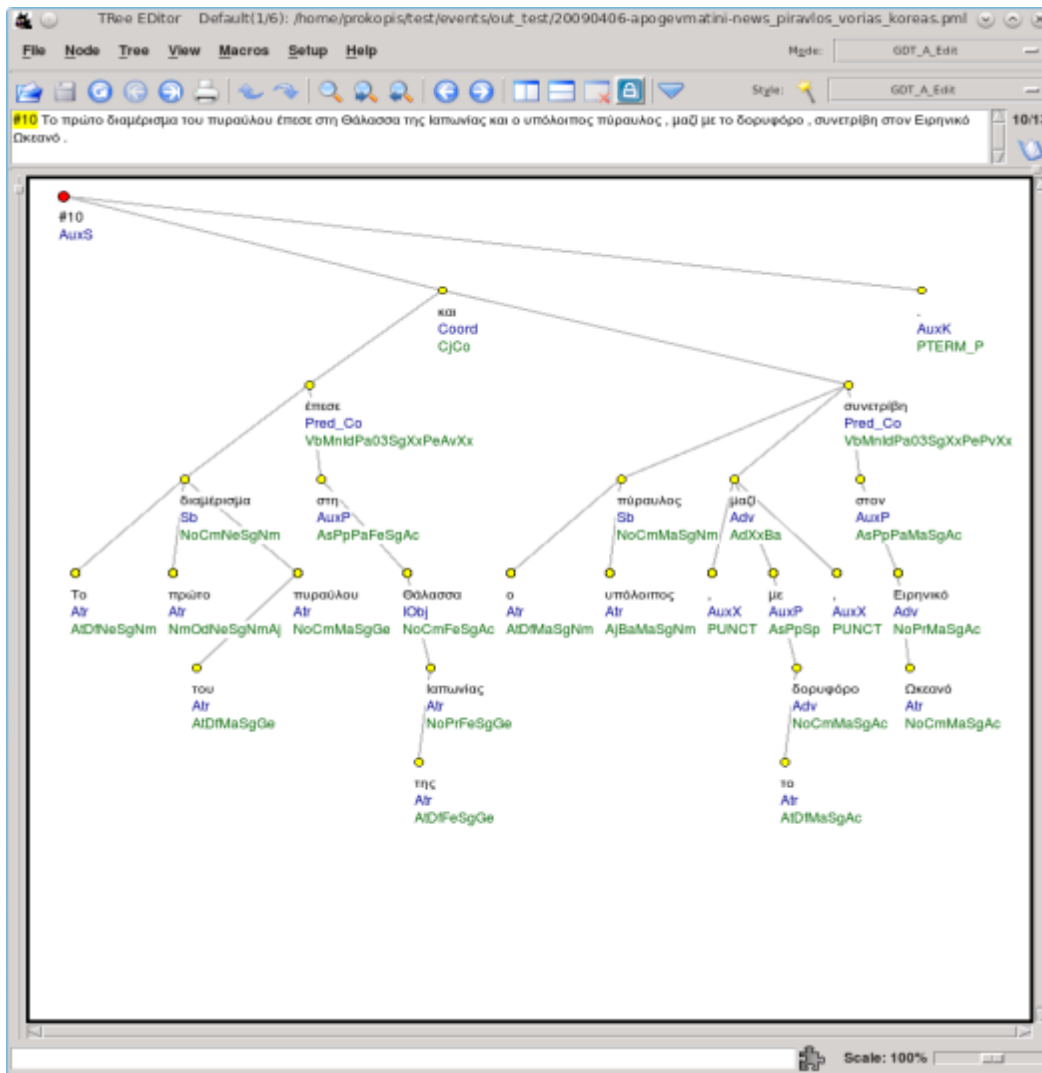 TRee EDitor    Default(1/6): /home/prokopis/test/events/out_test/20090406-apogevmatini-news_piravlos_vorias_koreas.pml
File Node Tree View Macros Setup Help Mode: GDT_A_Edit
Style: GDT_A_Edit
#10 Το πρώτο διαμέρισμα του πυραύλου έπεσε στη Θάλασσα της Ιαπωνίας και ο υπόλοιπος πύραυλος , μαζί με το δορυφόρο , συνετρίβη στον Ειρηνικό 10/13
Ωκεανό .
#10
AuxS
και .
Coord AuxK
CjCo PTERM_P
έπεσε συνετρίβη
Pred_Co Pred_Co
VbMnIdPa03SgXxPeAvXx VbMnIdPa03SgXxPePvXx
διαμέρισμα στη πύραυλος μαζί στον
Sb AuxP Sb Adv AuxP
NoCmNeSgNm AsPpPaFeSgAc NoCmMaSgNm AdXxBa AsPpPaMaSgAc
Το πρώτο πυραύλου Θάλασσα ο υπόλοιπος , με , Ειρηνικό
Atr Atr Atr IObj Atr Atr AuxX AuxP AuxX Adv
AtDfNeSgNm NmOdNeSgNmAj NoCmMaSgGe NoCmFeSgAc AtDfMaSgNm AjBaMaSgNm PUNCT AsPpSp PUNCT NoPrMaSgAc
του Ιαπωνίας δορυφόρο Ωκεανό
Atr Atr Adv Atr
AtDfMaSgGe NoPrFeSgGe NoCmMaSgAc NoCmMaSgAc
της το
Atr Atr
AtDfFeSgGe AtDfMaSgAc
Scale: 100%